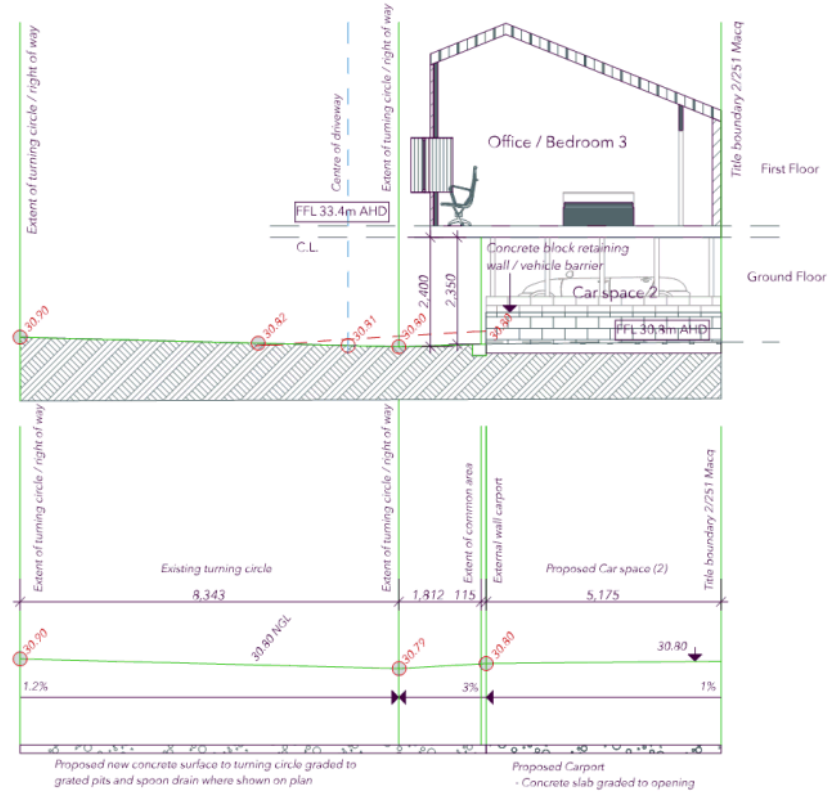 Extent of turning circle / right of way
Centre of driveway
Extent of turning circle / right of way
Title boundary 2/251 Macq
Office / Bedroom 3
First Floor
FFL 33.4m AHD
C.L.
Concrete block retaining
wall / vehicle barrier
Ground Floor
2,400
2,350
Car space 2
30.90
30.82
30.81
30.80
30.88
FFL 30.8m AHD
Extent of turning circle / right of way
Extent of turning circle / right of way
Extent of common area
External wall carport
Title boundary 2/251 Macq
Existing turning circle
Proposed Car space (2)
8,343
1,812
115
5,175
30.90
30.80 NGL
30.79
30.80
30.80
1.2%
3%
1%
Proposed new concrete surface to turning circle graded to
grated pits and spoon drain where shown on plan
Proposed Carport
- Concrete slab graded to opening